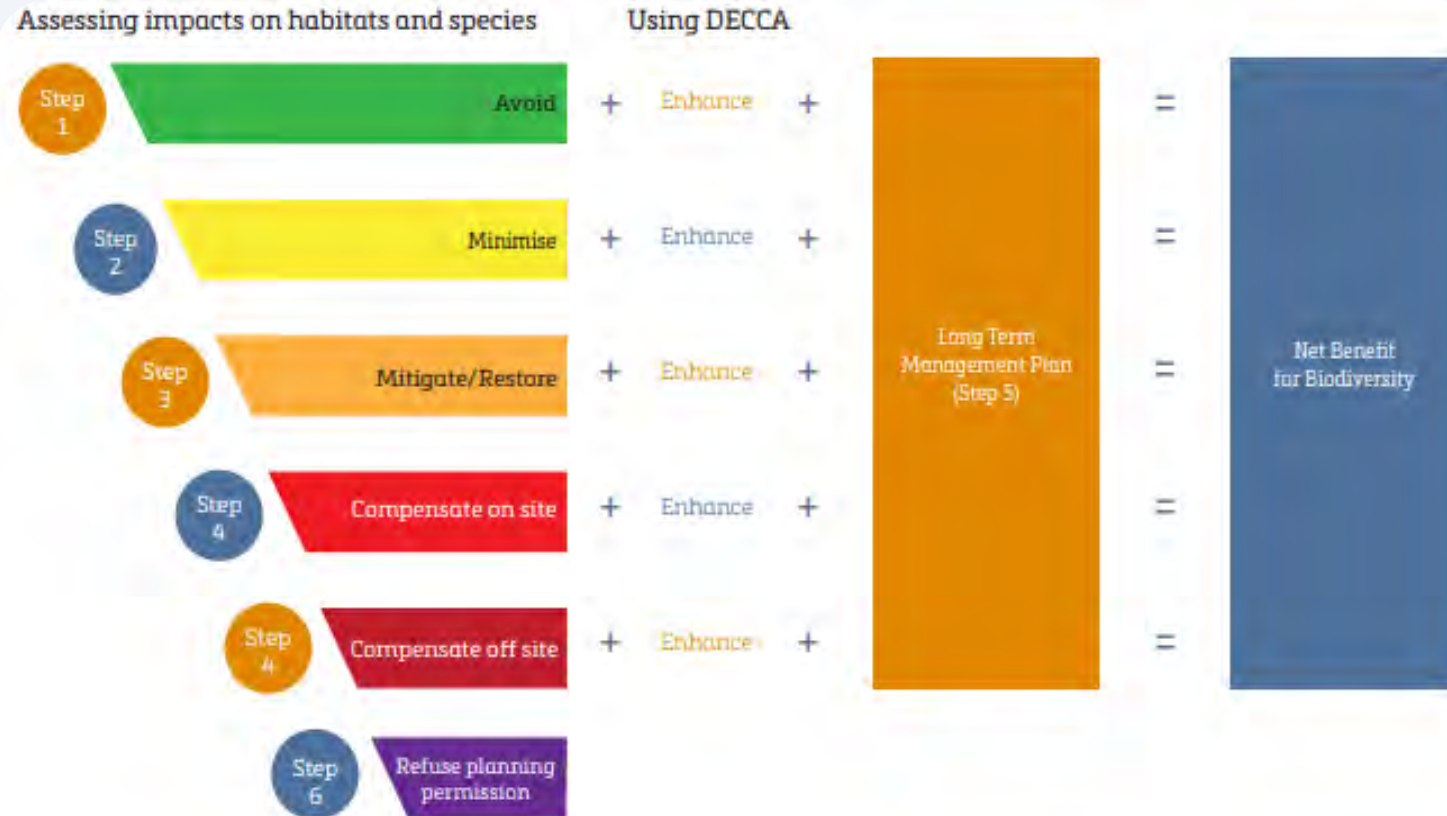 Assessing impacts on habitats and species
Using DECCA
Step
1
Avoid
+ Enhance +
=
Step
2
Minimise
+ Enhance +
=
Step
3
Mitigate/Restore
+ Enhance +
Long Term
Management Plan
(Step 5)
=
Net Benefit
for Biodiversity
Step
4
Compensate on site
+ Enhance +
=
Step
4
Compensate off site
+ Enhance +
=
Step
6
Refuse planning
permission